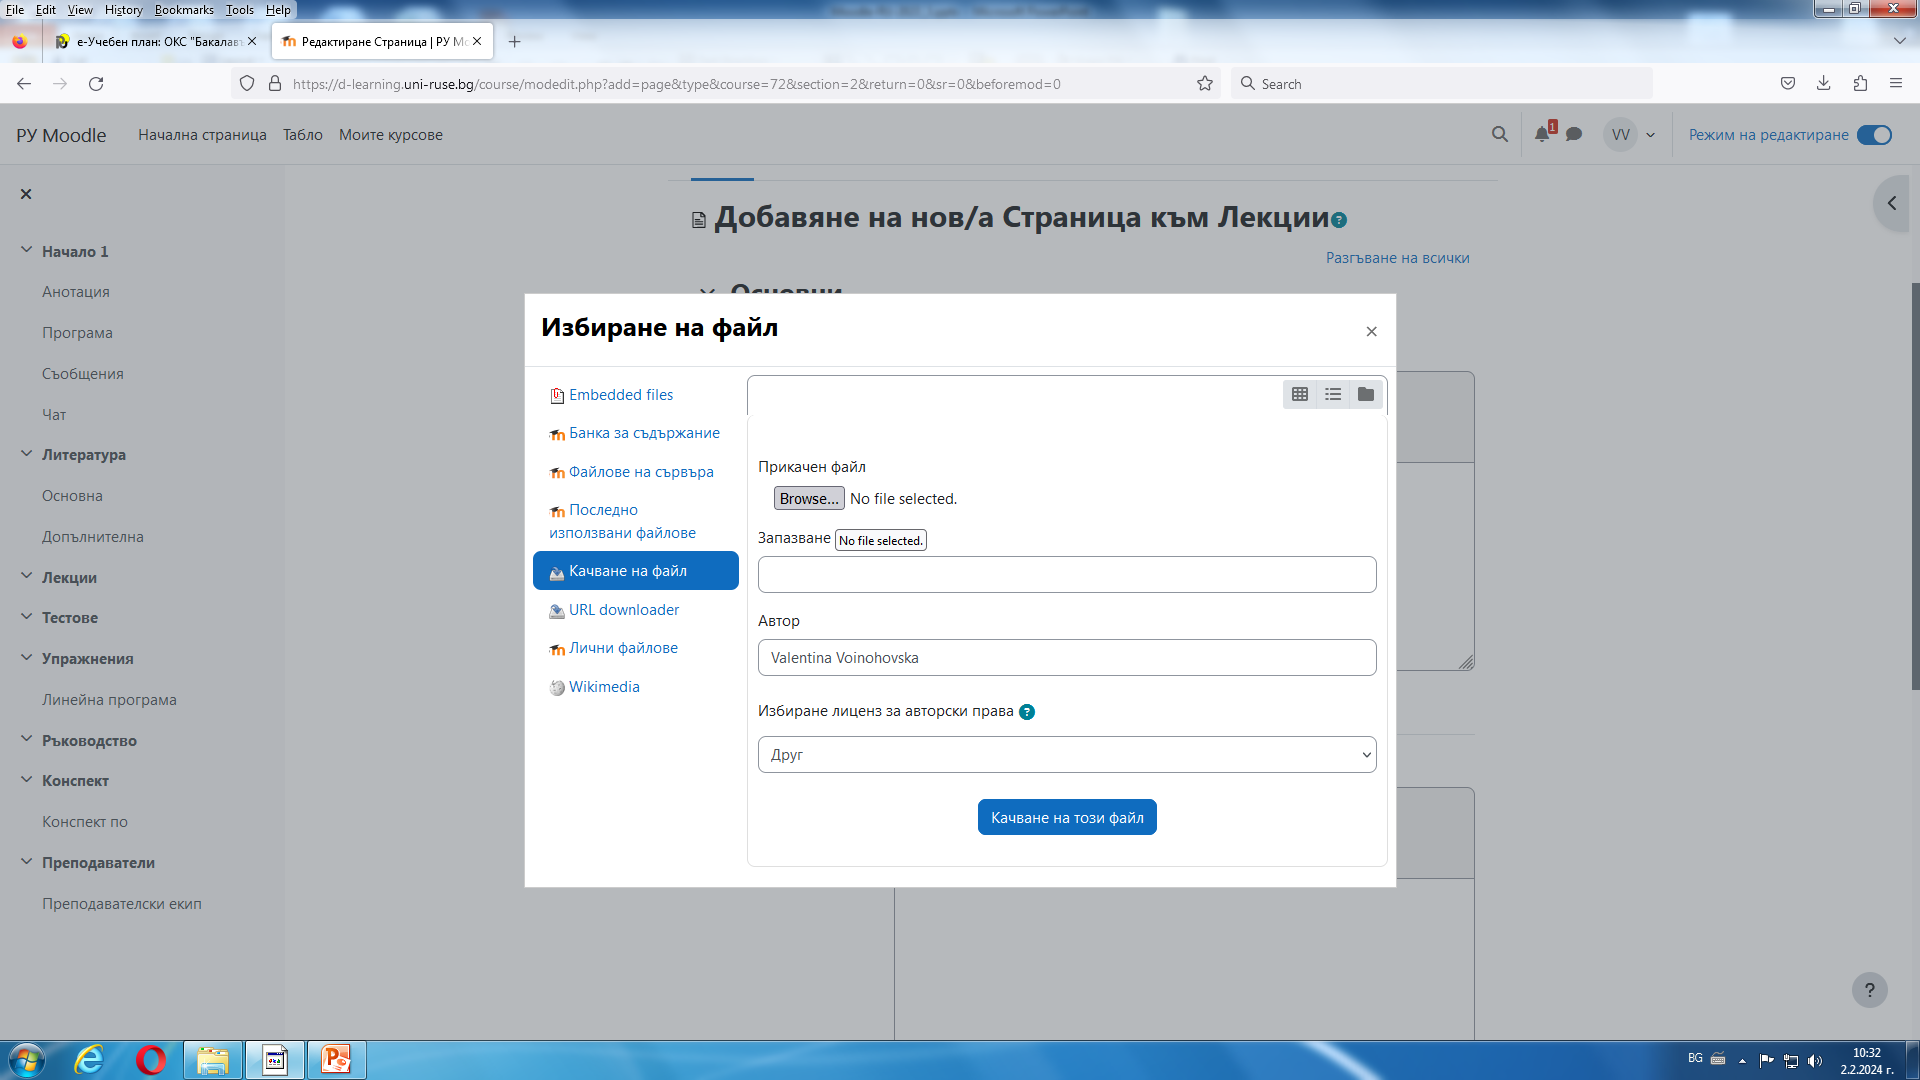 File Edit View History Bookmarks Tools Help
е-Учебен план: ОКС "Бакалавъ
Редактиране Страница | РУ Мо
https://d-learning.uni-ruse.bg/course/modedit.php?add=page&type&course=72&section=2&return=0&sr=0&beforemod=0
Search
РУ Moodle
Начална страница
Табло
Моите курсове
1
VV
Режим на редактиране
Начало 1
Анотация
Програма
Съобщения
Чат
Литература
Основна
Допълнителна
Лекции
Тестове
Упражнения
Линейна програма
Ръководство
Конспект
Конспект по
Преподаватели
Преподавателски екип
Добавяне на нов/а Страница към Лекции
Разгъване на всички
Основни
Избиране на файл
Embedded files
Банка за съдържание
Файлове на сървъра
Последно
използвани файлове
Качване на файл
URL downloader
Лични файлове
Wikimedia
Прикачен файл
Browse... No file selected.
Запазване
No file selected.
Автор
Valentina Voinohovska
Избиране лиценз за авторски права
Друг
Качване на този файл
?
BG
10:32
2.2.2024 г.